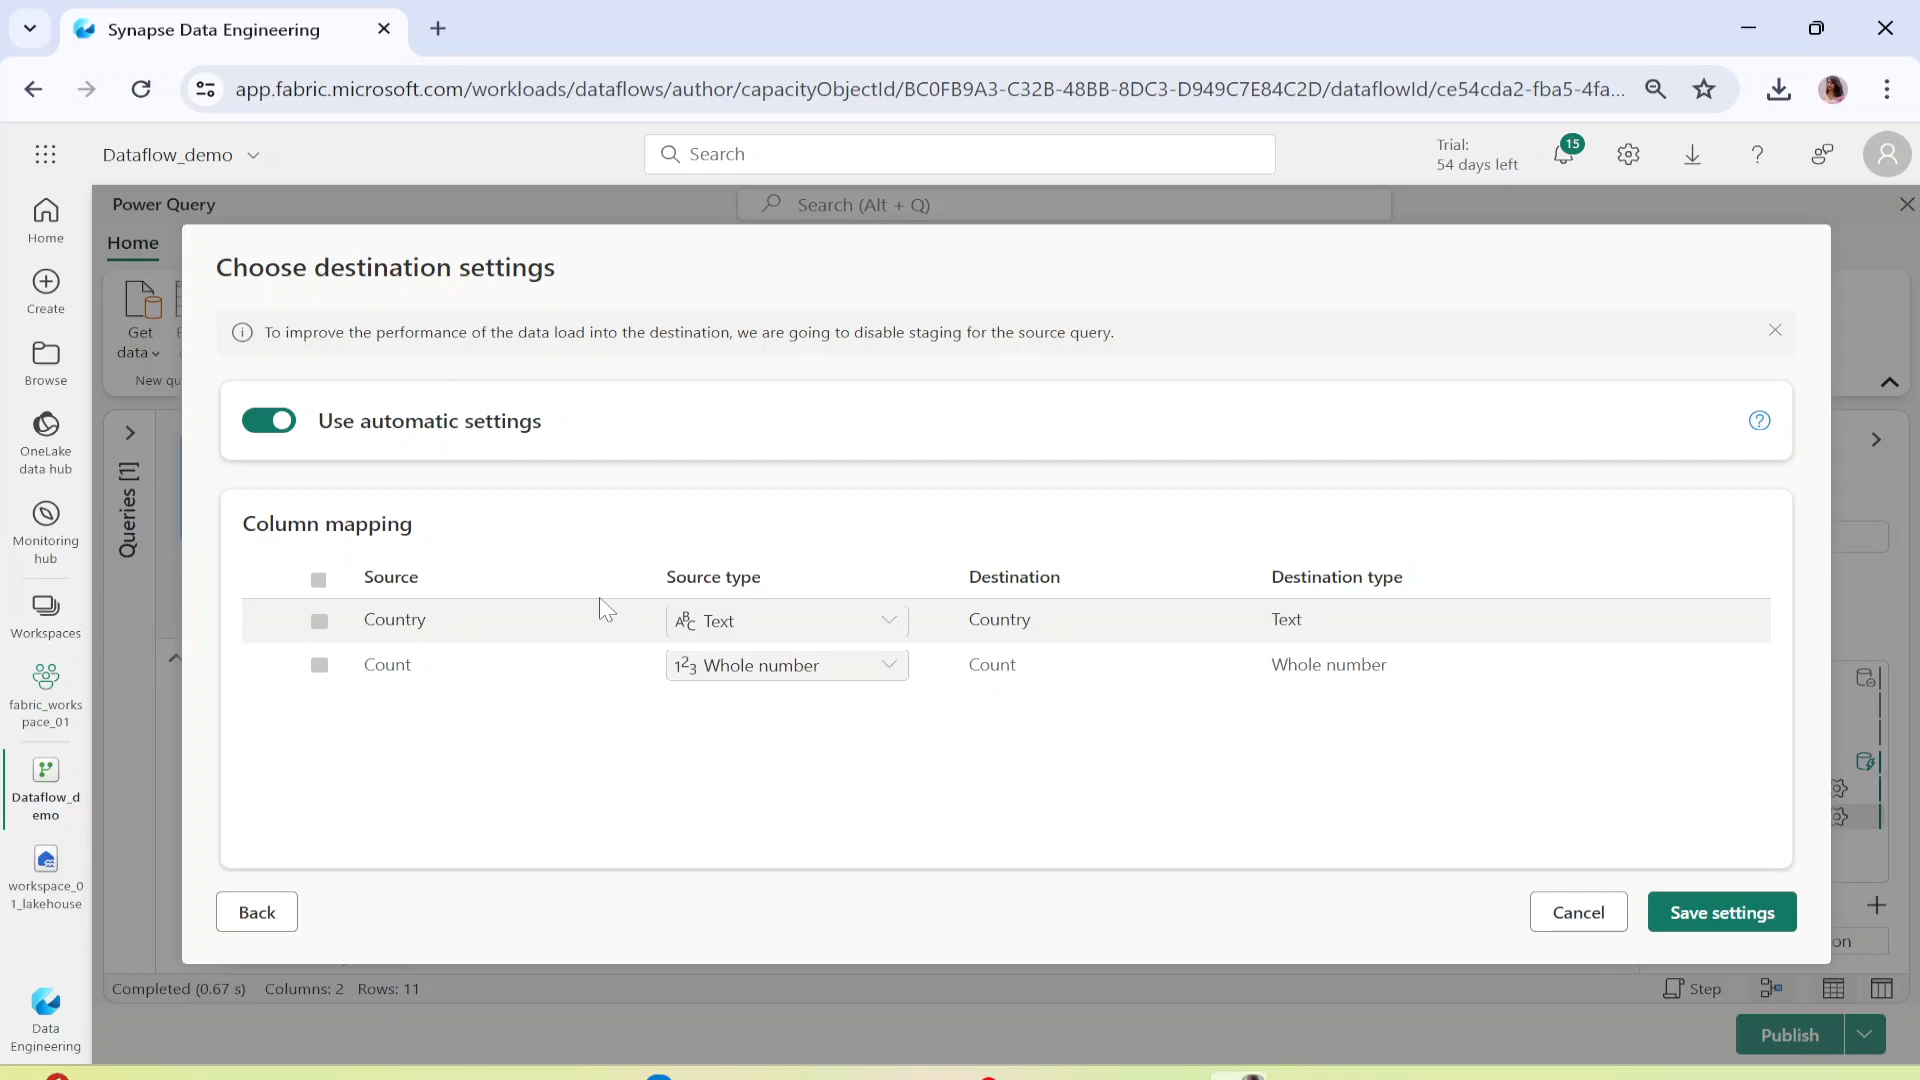 Synapse Data Engineering
app.fabric.microsoft.com/workloads/dataflows/author/capacityObjectId/BC0FB9A3-C32B-48BB-8DC3-D949C7E84C2D/dataflowId/ce54cda2-fba5-4fa...
Dataflow_demo
Search
Trial:
54 days left
15
Power Query
Search (Alt + Q)
Home
Home
Create
Browse
OneLake
data hub
Monitoring
hub
Workspaces
fabric_works
pace_01
Dataflow_d
emo
workspace_0
1_lakehouse
Data
Engineering
Get
data
New qu
Queries [1]
Choose destination settings
To improve the performance of the data load into the destination, we are going to disable staging for the source query.
Use automatic settings
Column mapping
Source Source type Destination Destination type
Country ABC Text Country Text
Count 123 Whole number Count Whole number
Back
Cancel
Save settings
on
Completed (0.67 s) Columns: 2 Rows: 11
Step
Publish